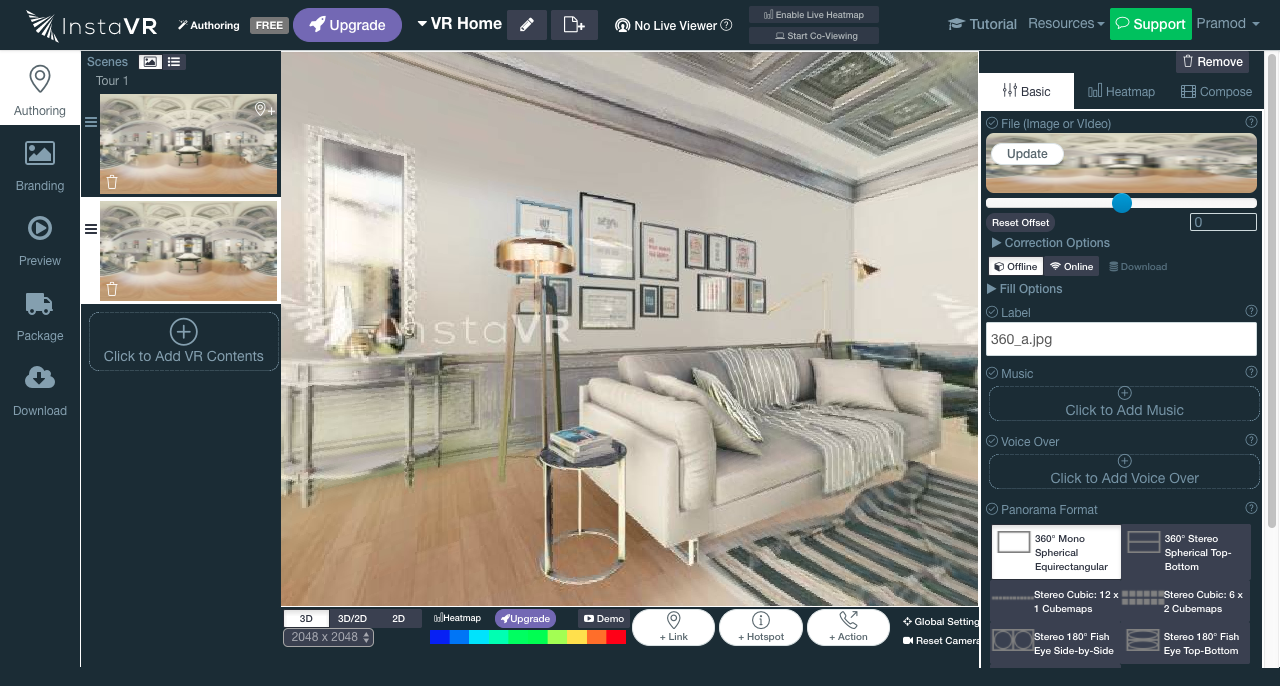 InstaVR
Authoring
FREE
Upgrade
VR Home
No Live Viewer
Enable Live Heatmap
Start Co-Viewing
Tutorial
Resources
Support
Pramod
Authoring
Branding
Preview
Package
Download
Scenes
Tour 1
Click to Add VR Contents
InstaVR
3D
3D/2D
2D
2048 x 2048
Heatmap
Upgrade
Demo
+ Link
+ Hotspot
+ Action
Global Setting
Reset Camera
Remove
Basic
Heatmap
Compose
File (Image or VIdeo)
Update
Reset Offset
0
Correction Options
Offline
Online
Download
Fill Options
Label
360_a.jpg
Music
Click to Add Music
Voice Over
Click to Add Voice Over
Panorama Format
360° Mono
Spherical
Equirectangular
360° Stereo
Spherical Top-
Bottom
Stereo Cubic: 12 x
1 Cubemaps
Stereo Cubic: 6 x
2 Cubemaps
Stereo 180° Fish
Eye Side-by-Side
Stereo 180° Fish
Eye Top-Bottom